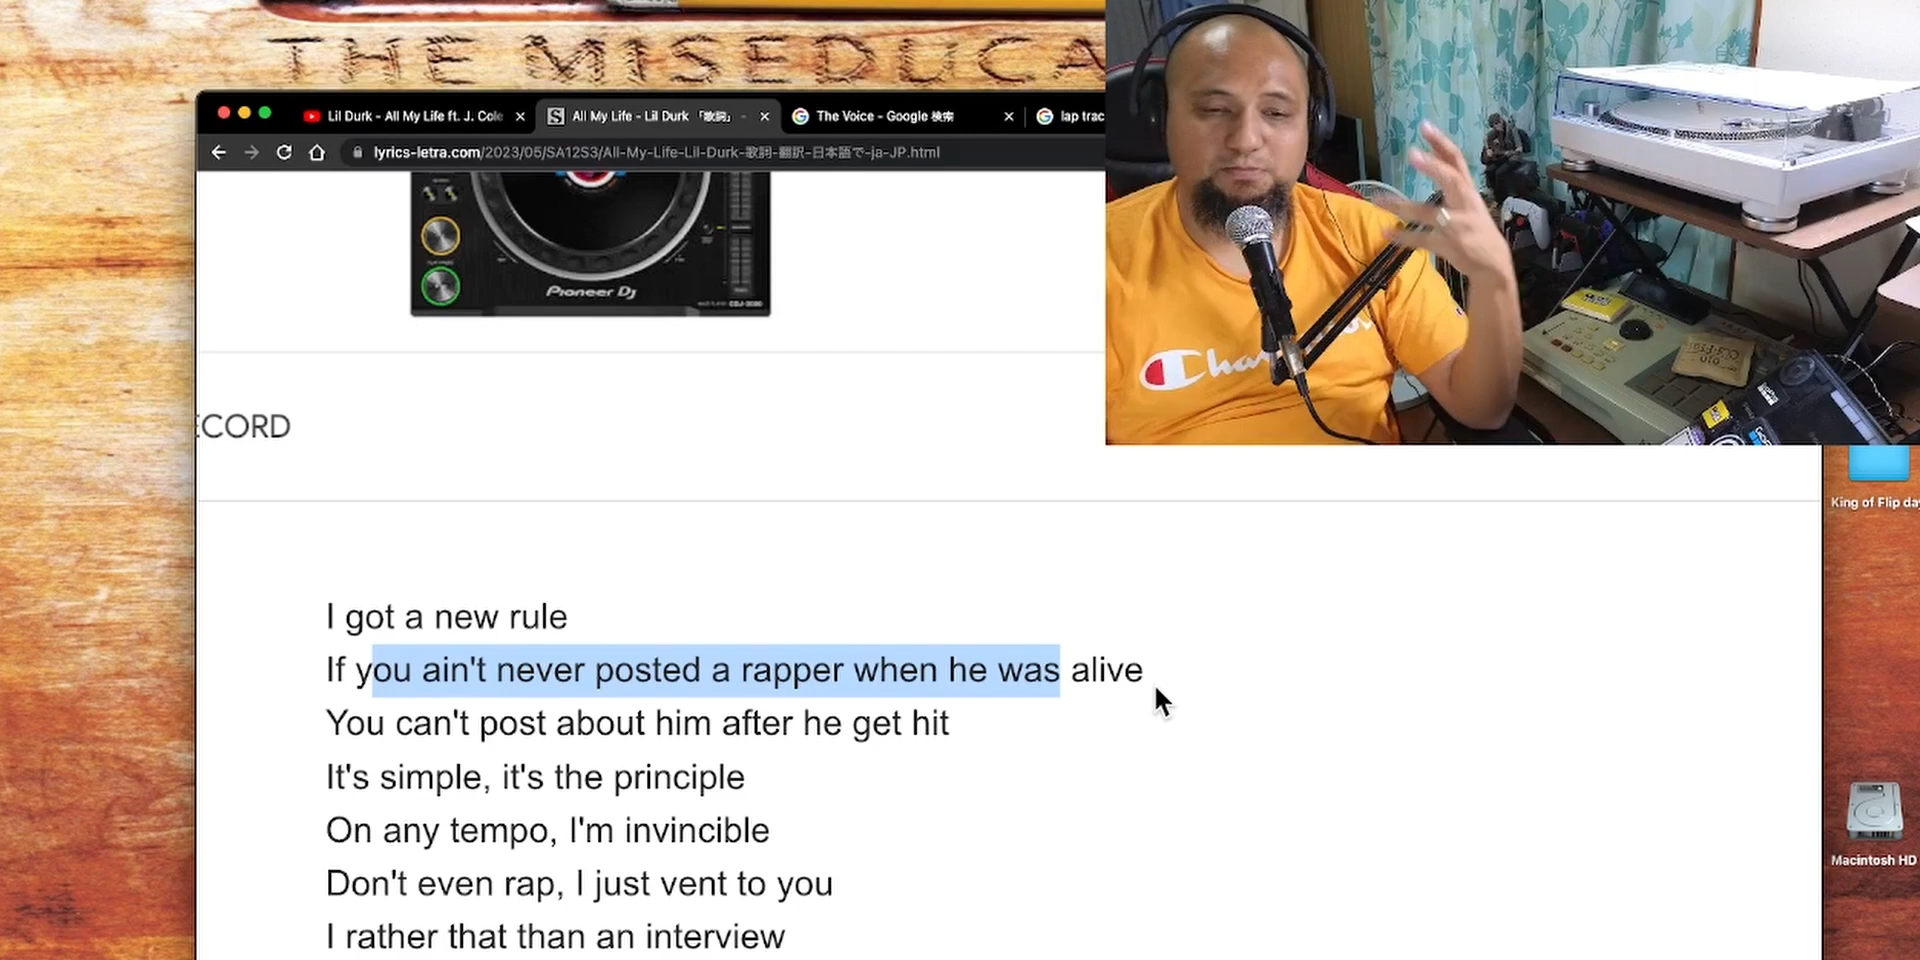 THE MISEDUCA
Lil Durk - All My Life ft. J. Cole
All My Life - Lil Durk 「歌詞」 -
The Voice - Google 検索
lap trac
lyrics-letra.com/2023/05/SA12S3/All-My-Life-Lil-Durk-歌詞-翻訳-日本語で-ja-JP.html
Pioneer Dj
Cha
ECORD
King of Flip day
I got a new rule
If you ain't never posted a rapper when he was alive
You can't post about him after he get hit
It's simple, it's the principle
On any tempo, I'm invincible
Don't even rap, I just vent to you
I rather that than an interview
Macintosh HD